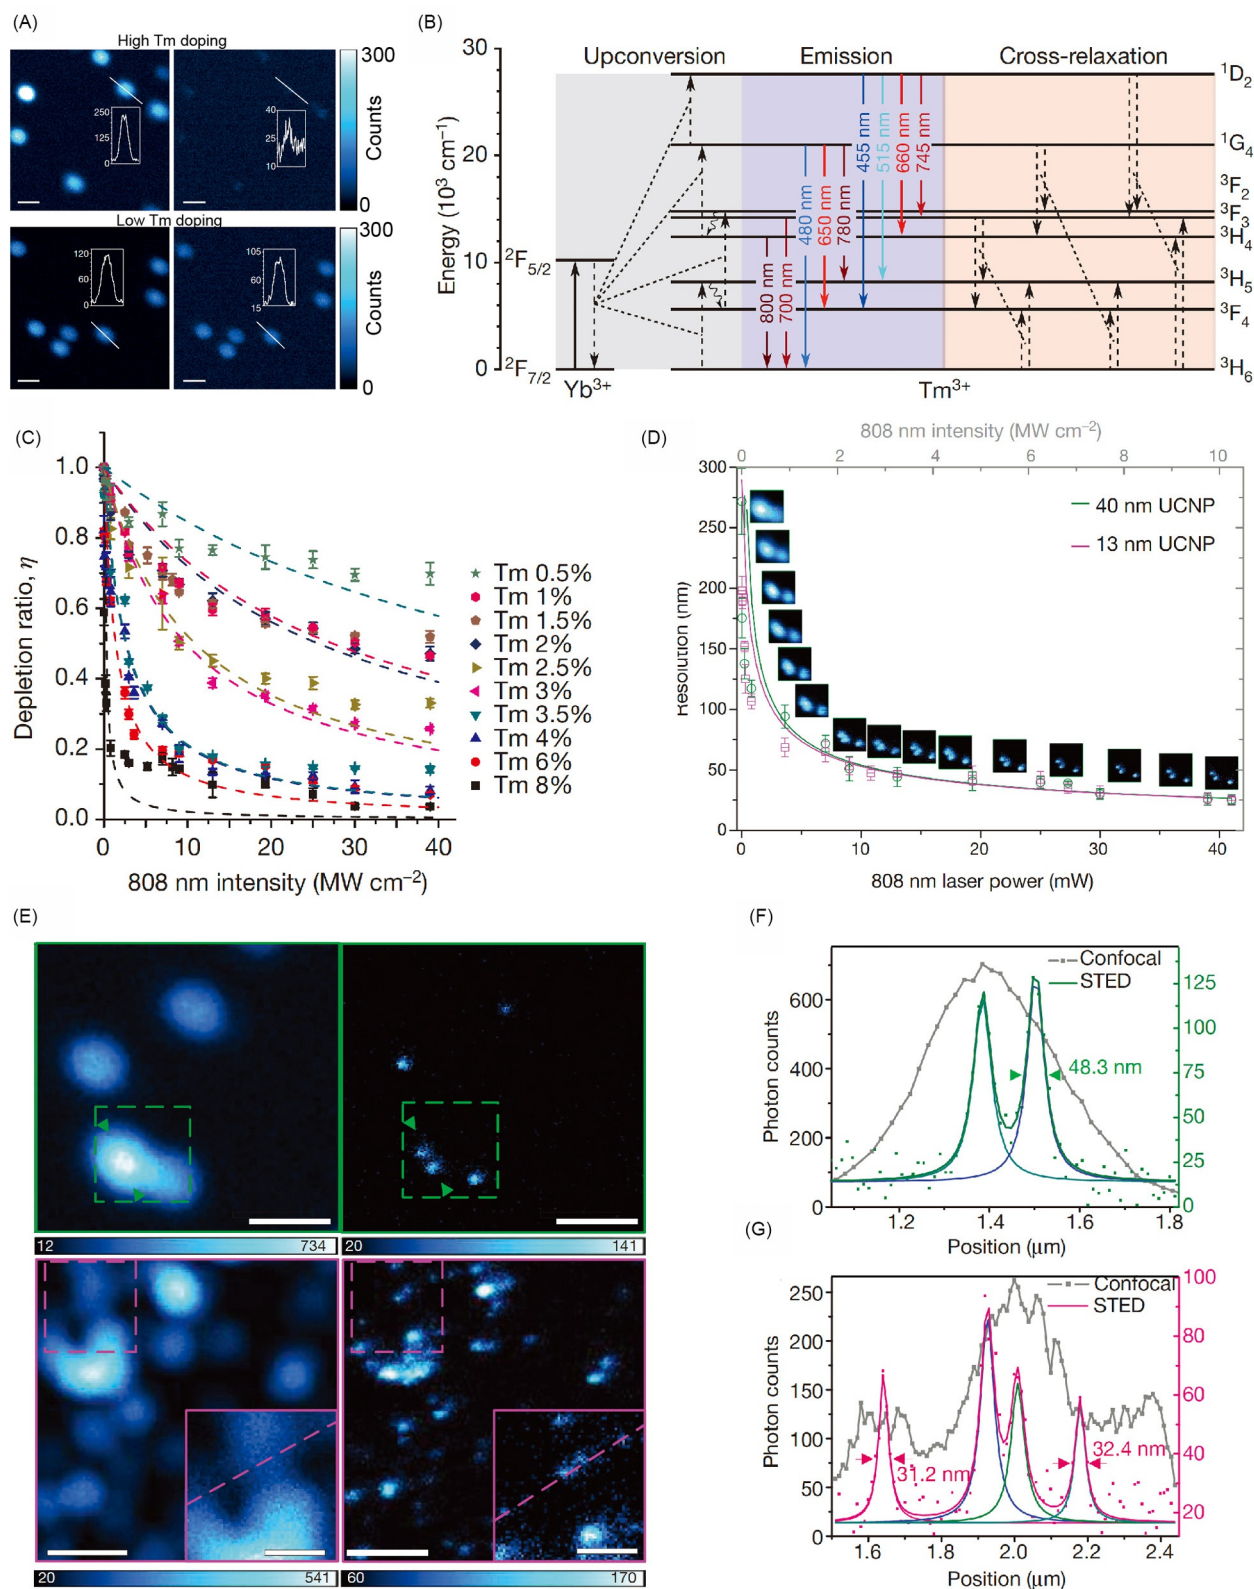 (A)
High Tm doping
300
Counts
0
250
125
0
40
25
10
Low Tm doping
300
Counts
0
120
60
0
105
60
15
(B)
Upconversion Emission Cross-relaxation
Energy (10³ cm⁻¹)
30
20
10
0
²F₅/₂
²F₇/₂
Yb³⁺
Tm³⁺
800 nm
700 nm
480 nm
650 nm
780 nm
455 nm
515 nm
660 nm
745 nm
¹D₂
¹G₄
³F₂
³F₃
³H₄
³H₅
³F₄
³H₆
(C)
Depletion ratio, η
1.0
0.8
0.6
0.4
0.2
0.0
0 10 20 30 40
808 nm intensity (MW cm⁻²)
Tm 0.5%
Tm 1%
Tm 1.5%
Tm 2%
Tm 2.5%
Tm 3%
Tm 3.5%
Tm 4%
Tm 6%
Tm 8%
(D)
808 nm intensity (MW cm⁻²)
0 2 4 6 8 10
Resolution (nm)
300
250
200
150
100
50
0
40 nm UCNP
13 nm UCNP
0 10 20 30 40
808 nm laser power (mW)
(E)
12 734
20 141
20 541
60 170
(F)
Photon counts
600
400
200
0
Confocal
STED
48.3 nm
125
100
75
50
25
0
1.2 1.4 1.6 1.8
Position (μm)
(G)
Photon counts
250
200
150
100
50
0
Confocal
STED
31.2 nm
32.4 nm
100
80
60
40
20
1.6 1.8 2.0 2.2 2.4
Position (μm)